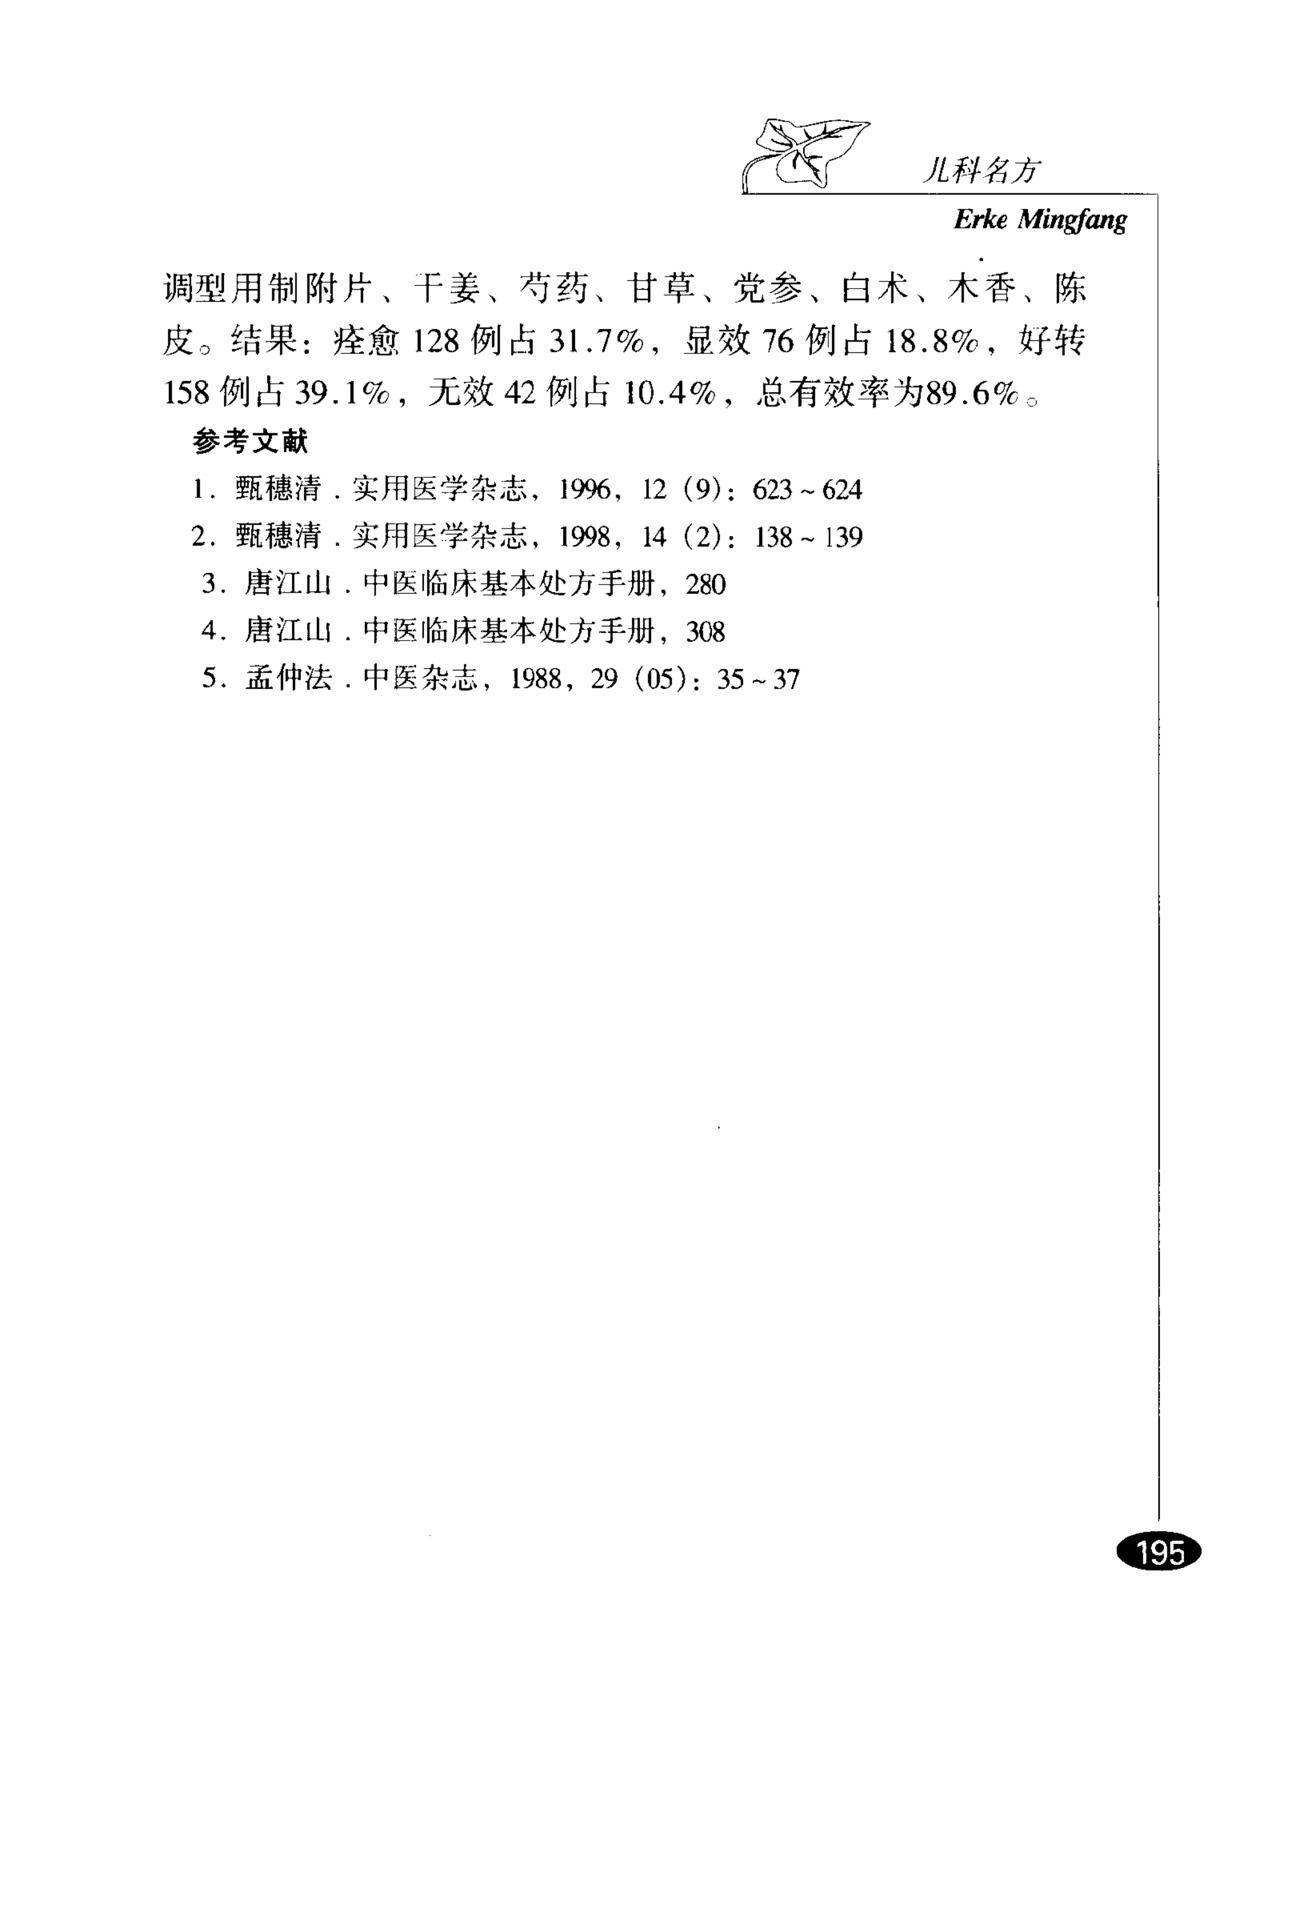 儿科名方
Erke Mingfang
调型用制附片、干姜、芍药、甘草、党参、白术、木香、陈
皮。结果：痊愈 128 例占 31.7%，显效 76 例占 18.8%，好转
158 例占 39.1%，无效 42 例占 10.4%，总有效率为89.6%。
参考文献
1. 甄穗清．实用医学杂志，1996，12（9）：623～624
2. 甄穗清．实用医学杂志，1998，14（2）：138～139
3. 唐江山．中医临床基本处方手册，280
4. 唐江山．中医临床基本处方手册，308
5. 孟仲法．中医杂志，1988，29（05）：35～37
195